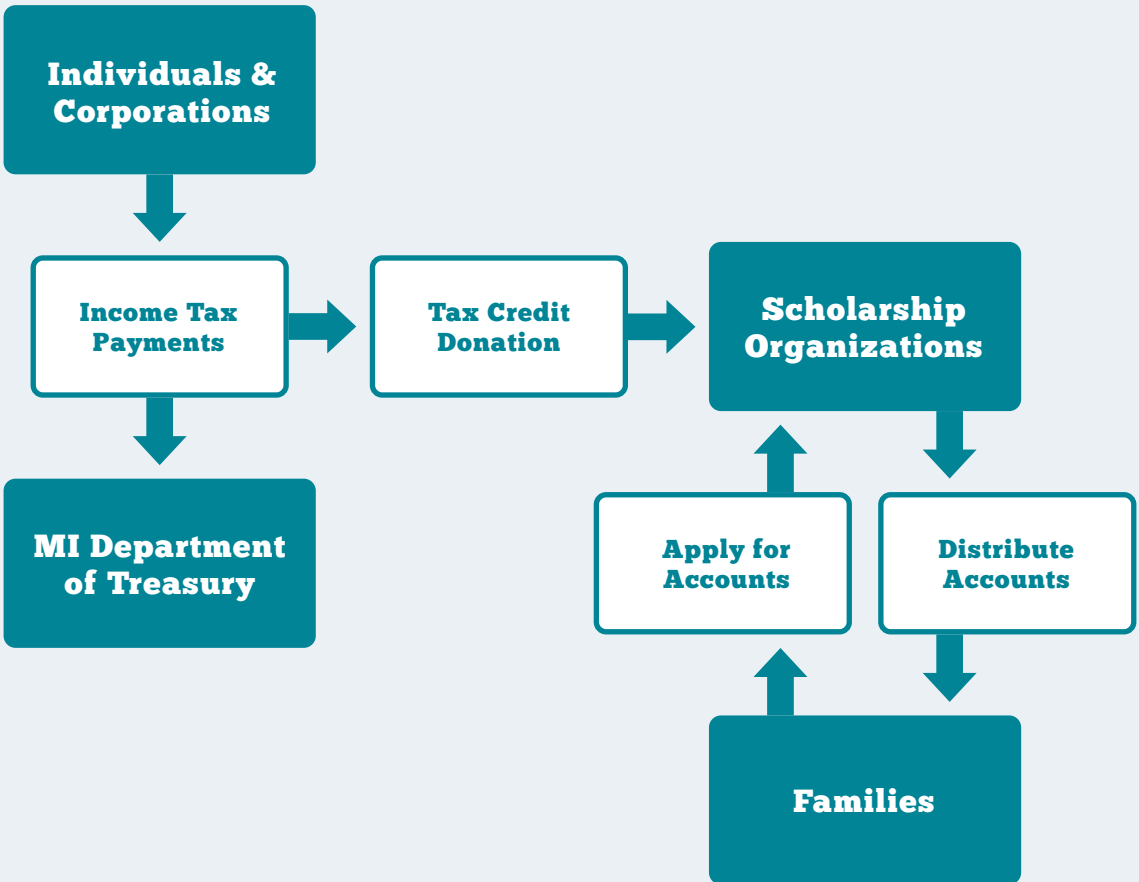 Individuals &
Corporations
Income Tax
Payments
Tax Credit
Donation
Scholarship
Organizations
MI Department
of Treasury
Apply for
Accounts
Distribute
Accounts
Families